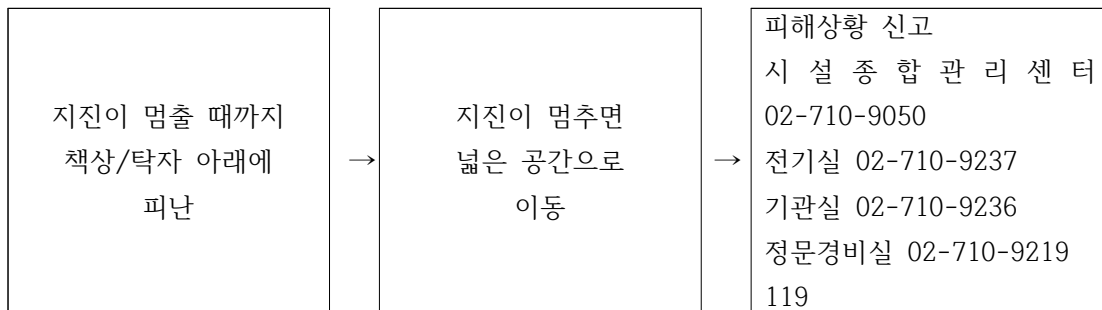 지진이 멈출 때까지
책상/탁자 아래에
피난
→
지진이 멈추면
넓은 공간으로
이동
→
피해상황 신고
시 설 종 합 관 리 센 터
02-710-9050
전기실 02-710-9237
기관실 02-710-9236
정문경비실 02-710-9219
119